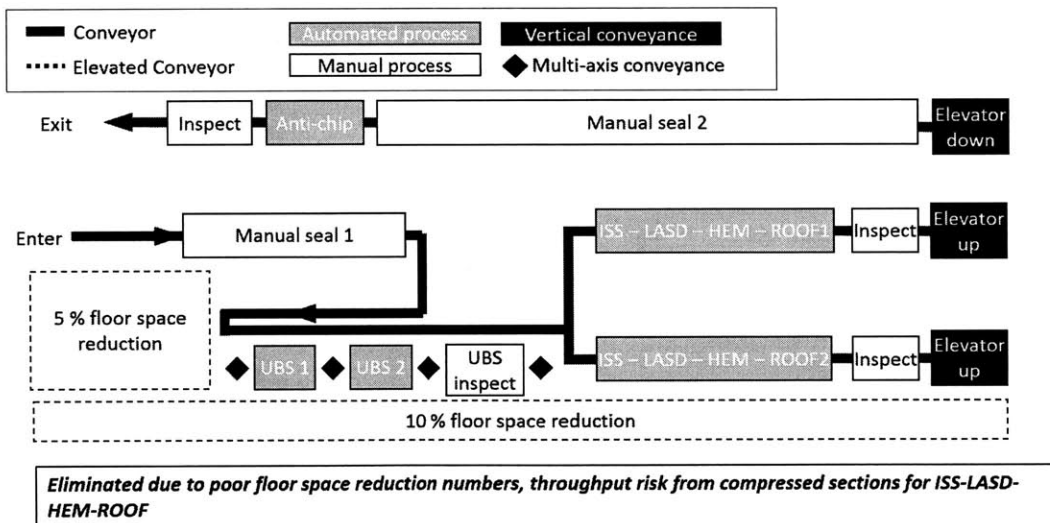 Conveyor
Automated process
Vertical conveyance
Elevated Conveyor
Manual process
Multi-axis conveyance
Exit
Inspect
Anti-chip
Manual seal 2
Elevator
down
Enter
Manual seal 1
ISS – LASD – HEM – ROOF1
Inspect
Elevator
up
5 % floor space
reduction
UBS 1
UBS 2
UBS
inspect
ISS – LASD – HEM – ROOF2
Inspect
Elevator
up
10 % floor space reduction
Eliminated due to poor floor space reduction numbers, throughput risk from compressed sections for ISS-LASD-
HEM-ROOF